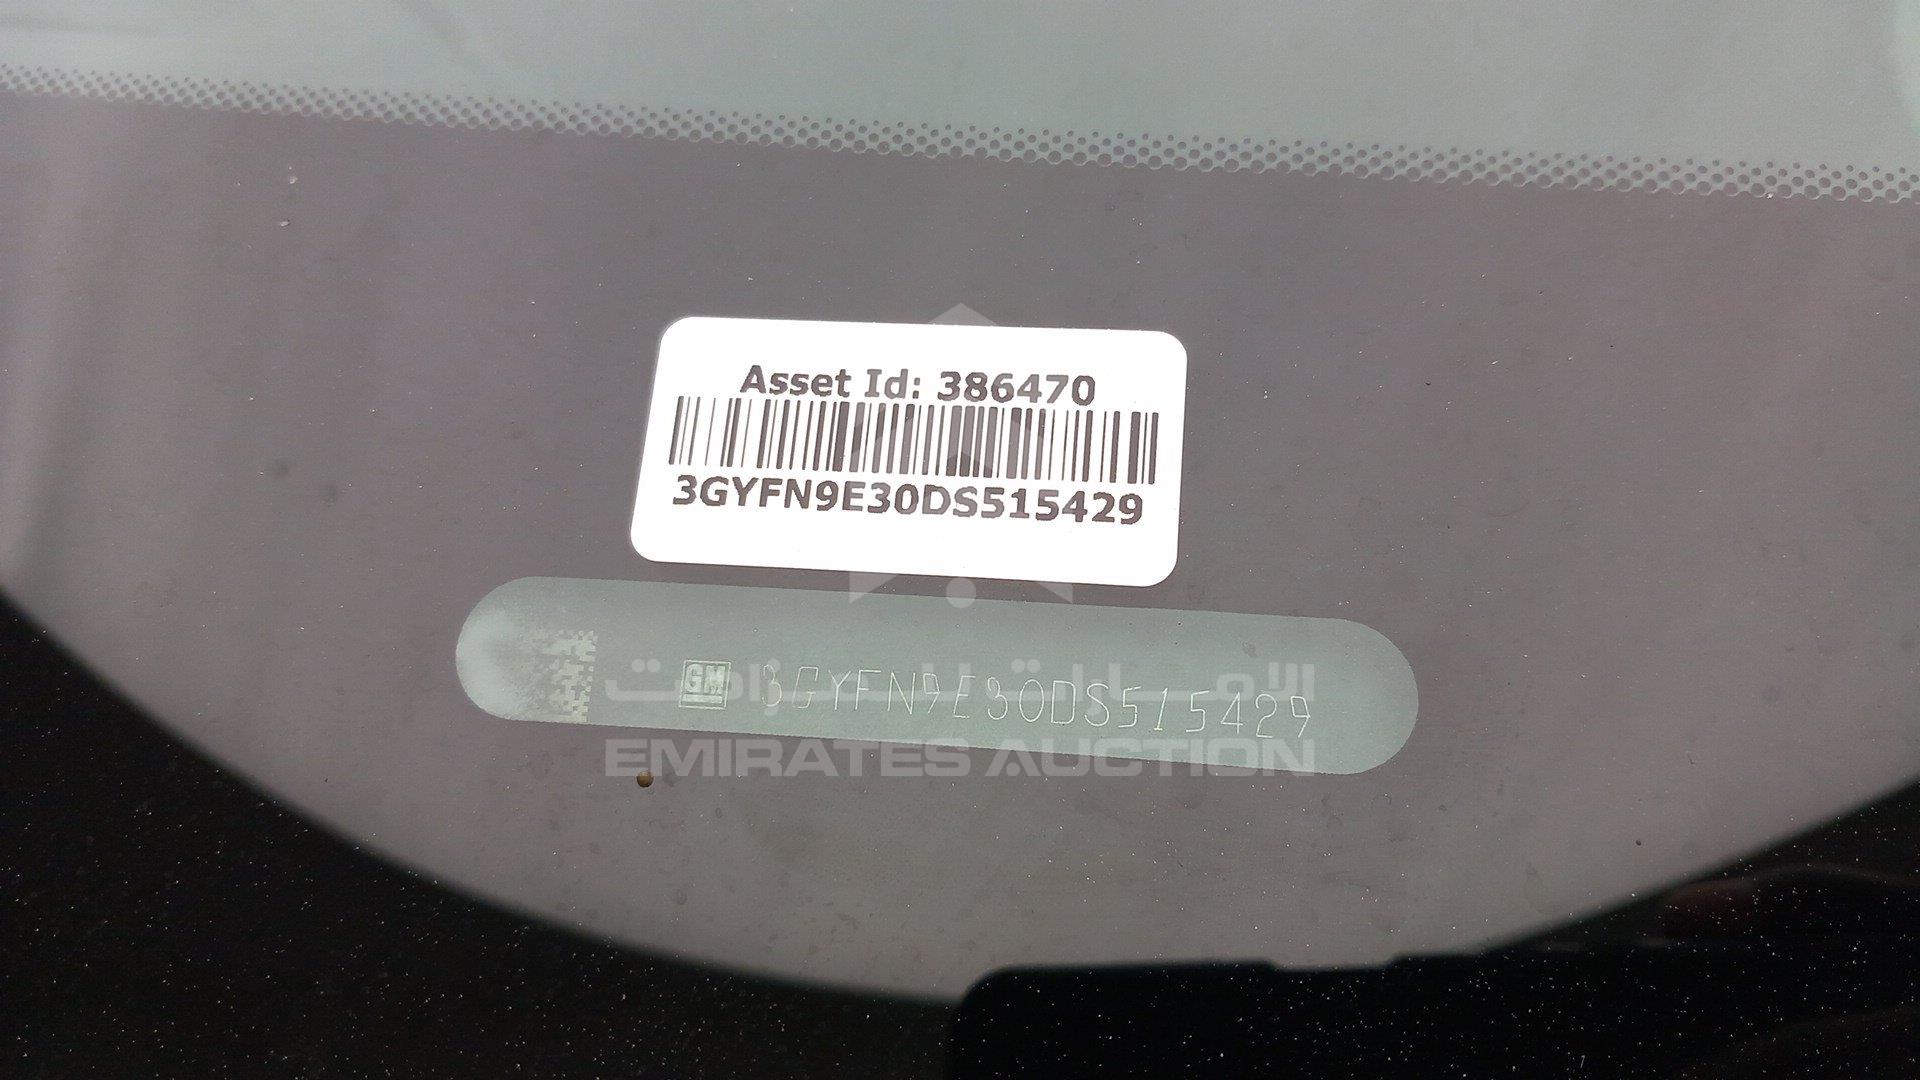 Asset Id: 386470
3GYFN9E30DS515429
GM 3GYFN9E30DS515429
الإمارات للمزادات
EMIRATES AUCTION